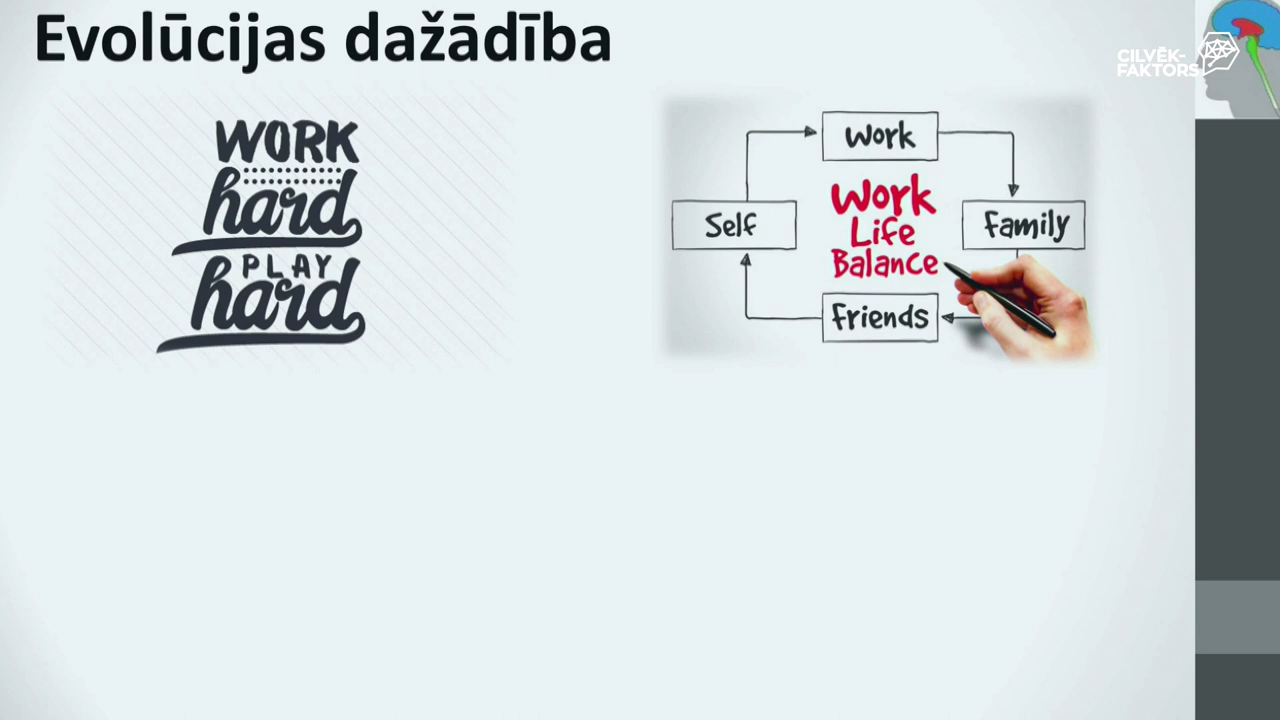 Evolūcijas dažādība
CILVĒK-
FAKTORS
WORK
hard
PLAY
hard
Work
Self
Work
Life
Balance
Family
Friends